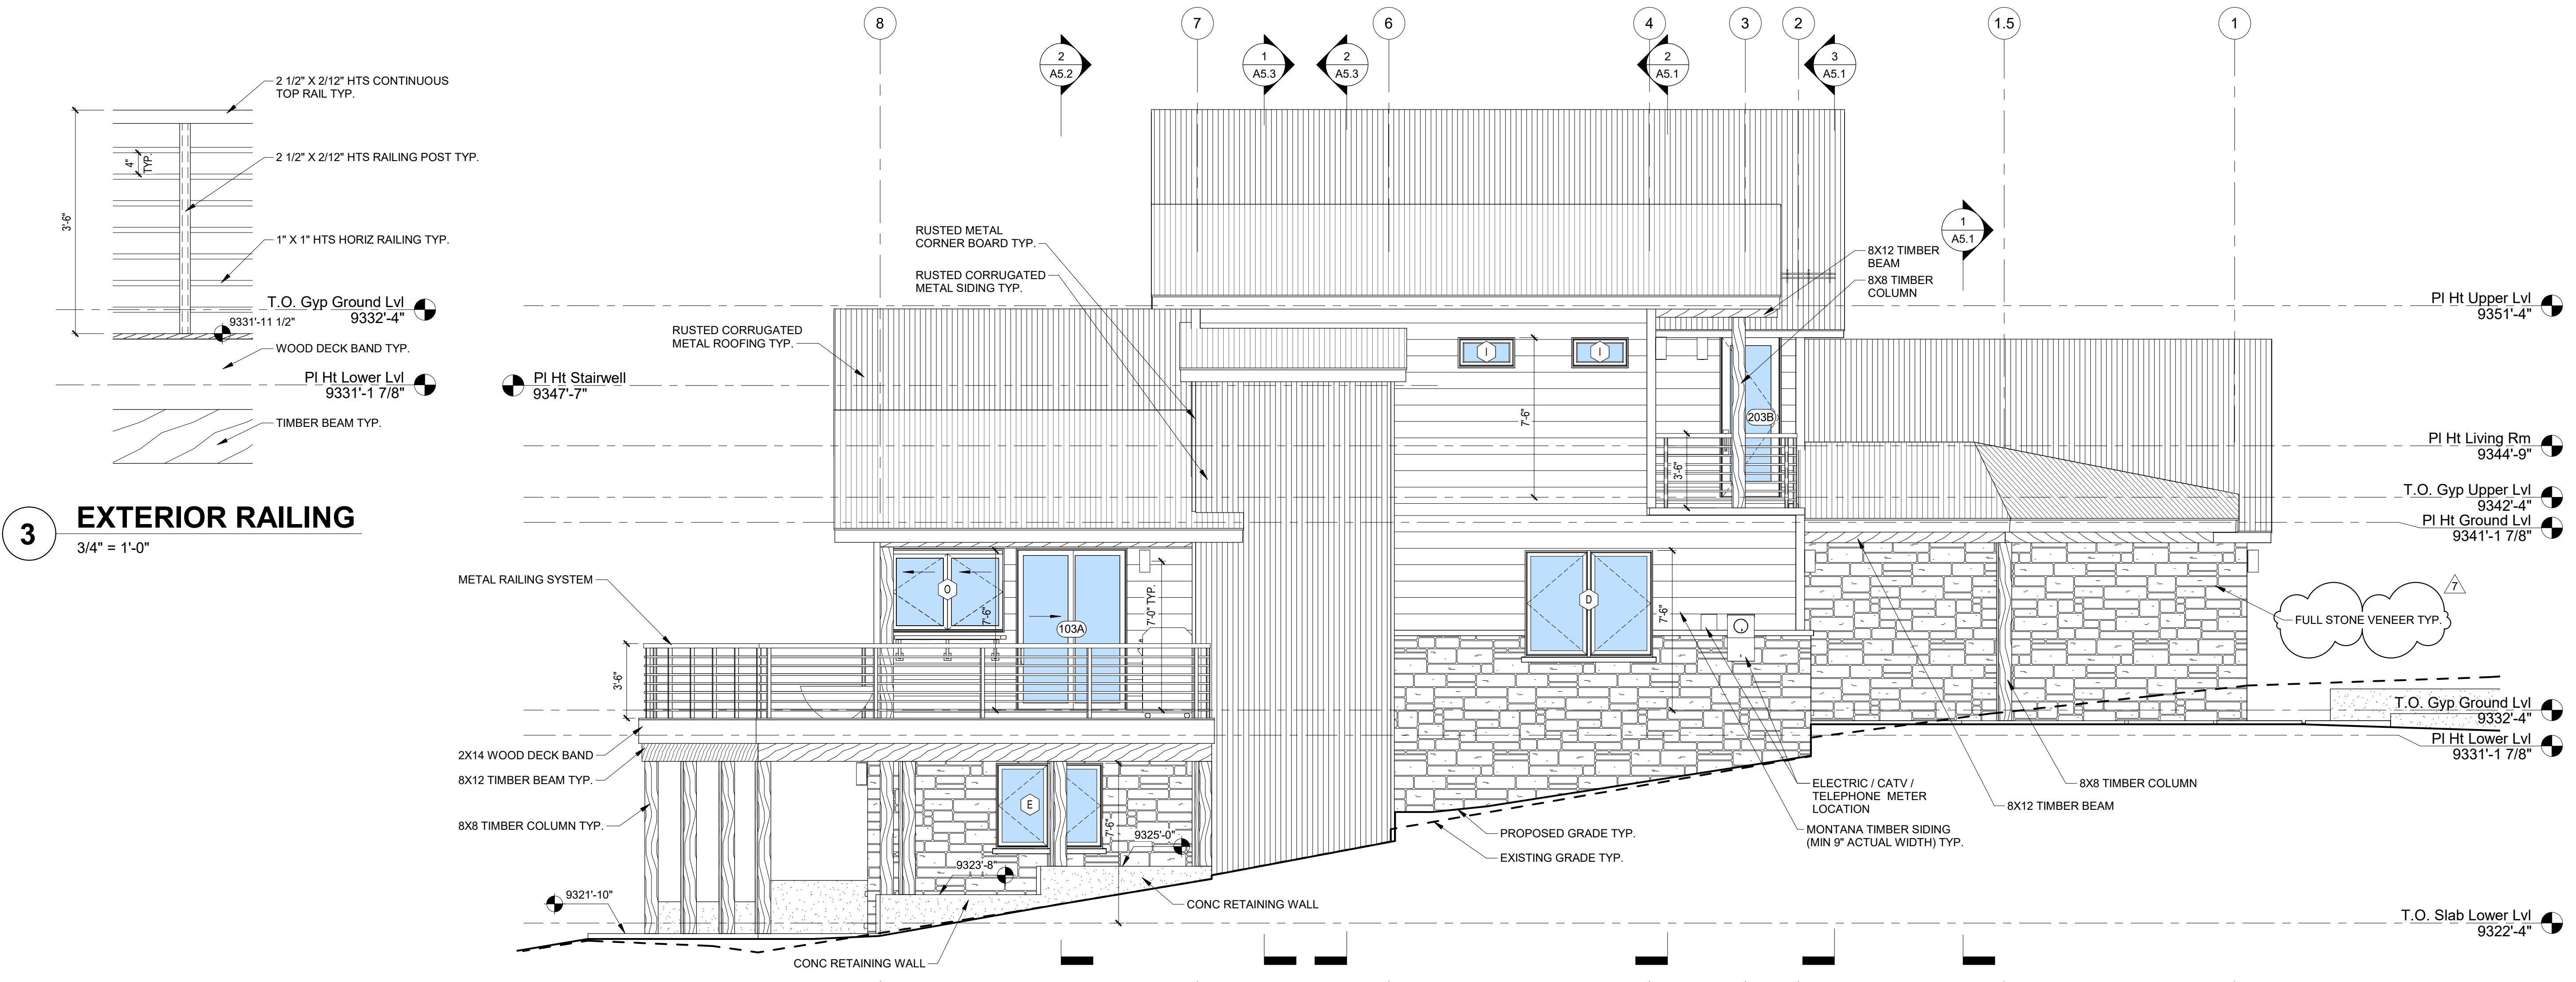 8
7
6
4
3
2
1.5
1
2
A5.2
1
A5.3
2
A5.3
2
A5.1
3
A5.1
1
A5.1
2 1/2" X 2/12" HTS CONTINUOUS
TOP RAIL TYP.
2 1/2" X 2/12" HTS RAILING POST TYP.
4"
TYP.
3'-6"
1" X 1" HTS HORIZ RAILING TYP.
T.O. Gyp Ground Lvl
9332'-4"
9331'-11 1/2"
WOOD DECK BAND TYP.
Pl Ht Lower Lvl
9331'-1 7/8"
TIMBER BEAM TYP.
3
EXTERIOR RAILING
3/4" = 1'-0"
RUSTED METAL
CORNER BOARD TYP.
RUSTED CORRUGATED
METAL SIDING TYP.
RUSTED CORRUGATED
METAL ROOFING TYP.
Pl Ht Stairwell
9347'-7"
8X12 TIMBER
BEAM
8X8 TIMBER
COLUMN
Pl Ht Upper Lvl
9351'-4"
I
I
7'-6"
203B
3'-6"
Pl Ht Living Rm
9344'-9"
T.O. Gyp Upper Lvl
9342'-4"
Pl Ht Ground Lvl
9341'-1 7/8"
METAL RAILING SYSTEM
O
7'-6"
103A
7'-0" TYP.
D
7'-6"
7
FULL STONE VENEER TYP.
3'-6"
T.O. Gyp Ground Lvl
9332'-4"
Pl Ht Lower Lvl
9331'-1 7/8"
2X14 WOOD DECK BAND
8X12 TIMBER BEAM TYP.
8X8 TIMBER COLUMN TYP.
E
7'-6"
9325'-0"
9323'-8"
9321'-10"
CONC RETAINING WALL
CONC RETAINING WALL
PROPOSED GRADE TYP.
EXISTING GRADE TYP.
ELECTRIC / CATV /
TELEPHONE METER
LOCATION
MONTANA TIMBER SIDING
(MIN 9" ACTUAL WIDTH) TYP.
8X8 TIMBER COLUMN
8X12 TIMBER BEAM
T.O. Slab Lower Lvl
9322'-4"